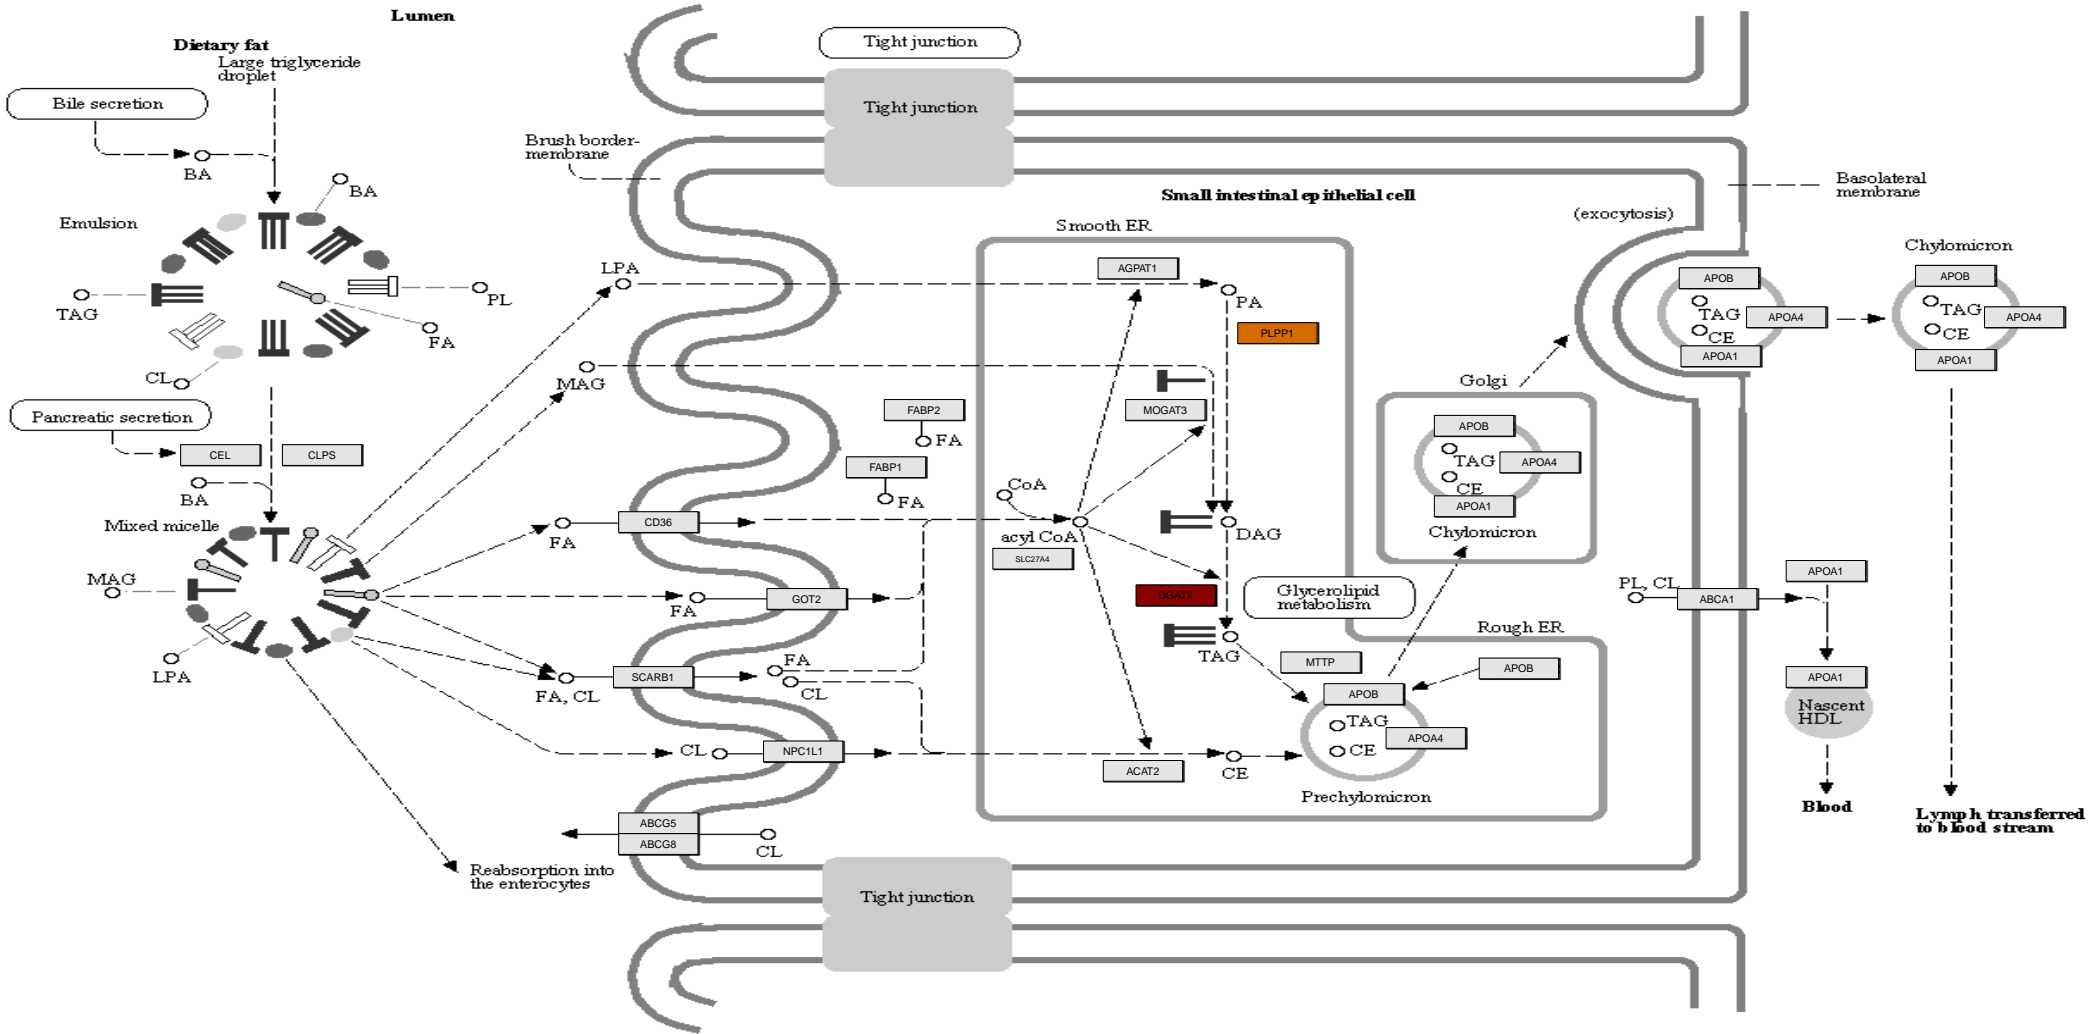 Lumen
Dietary fat
Large triglyceride
droplet
Bile secretion
BA
BA
Emulsion
TAG
PL
FA
CL
Pancreatic secretion
CEL
CLPS
BA
Mixed micelle
MAG
LPA
Reabsorption into
the enterocytes
Tight junction
Tight junction
Brush border-
membrane
LPA
MAG
FABP2
FA
FABP1
FA
FA
CD36
FA
GOT2
FA, CL
SCARB1
FA
CL
CL
NPC1L1
ABCG5
ABCG8
CL
Tight junction
Small intestinal epithelial cell
Smooth ER
AGPAT1
PA
PLPP1
MOGAT3
CoA
acyl CoA
SLC27A4
DAG
DGAT2
Glycerolipid
metabolism
TAG
ACAT2
CE
Rough ER
MTTP
APOB
APOB
TAG
CE
APOA4
Prechylomicron
Golgi
APOB
TAG
APOA4
CE
APOA1
Chylomicron
(exocytosis)
Basolateral
membrane
APOB
TAG
APOA4
CE
APOA1
Chylomicron
APOB
TAG
APOA4
CE
APOA1
PL, CL
ABCA1
APOA1
APOA1
Nascent
HDL
Blood
Lymph transferred
to blood stream